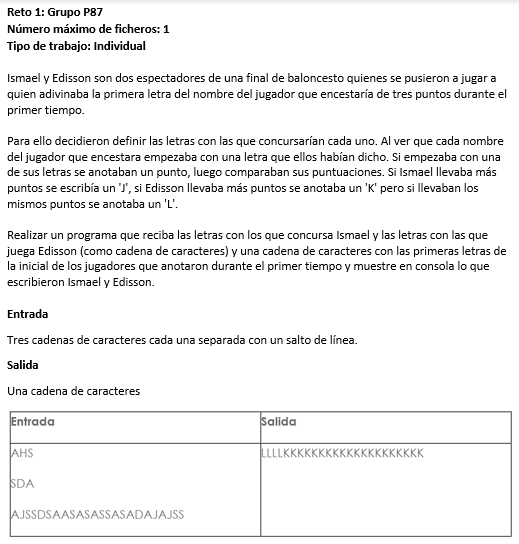 Reto 1: Grupo P87
Número máximo de ficheros: 1
Tipo de trabajo: Individual
Ismael y Edisson son dos espectadores de una final de baloncesto quienes se pusieron a jugar a
quien adivinaba la primera letra del nombre del jugador que encestaría de tres puntos durante el
primer tiempo.
Para ello decidieron definir las letras con las que concursarían cada uno. Al ver que cada nombre
del jugador que encestara empezaba con una letra que ellos habían dicho. Si empezaba con una
de sus letras se anotaban un punto, luego comparaban sus puntuaciones. Si Ismael llevaba más
puntos se escribía un 'J', si Edisson llevaba más puntos se anotaba un 'K' pero si llevaban los
mismos puntos se anotaba un 'L'.
Realizar un programa que reciba las letras con los que concursa Ismael y las letras con las que
juega Edisson (como cadena de caracteres) y una cadena de caracteres con las primeras letras de
la inicial de los jugadores que anotaron durante el primer tiempo y muestre en consola lo que
escribieron Ismael y Edisson.
Entrada
Tres cadenas de caracteres cada una separada con un salto de línea.
Salida
Una cadena de caracteres
Entrada Salida
AHS LLLLKKKKKKKKKKKKKKKKKKKK
SDA
AJSSDSAASASASSASADAJAJSS